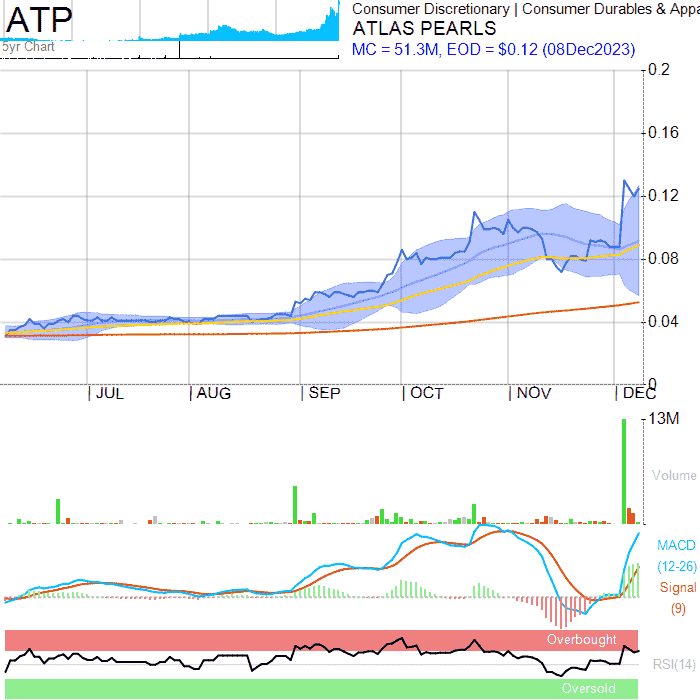 ATP
5yr Chart
Consumer Discretionary | Consumer Durables & Appa
ATLAS PEARLS
MC = 51.3M, EOD = $0.12 (08Dec2023)
0.2
0.16
0.12
0.08
0.04
0
JUL AUG SEP OCT NOV DEC
13M
Volume
MACD
(12-26)
Signal
(9)
Overbought
RSI(14)
Oversold